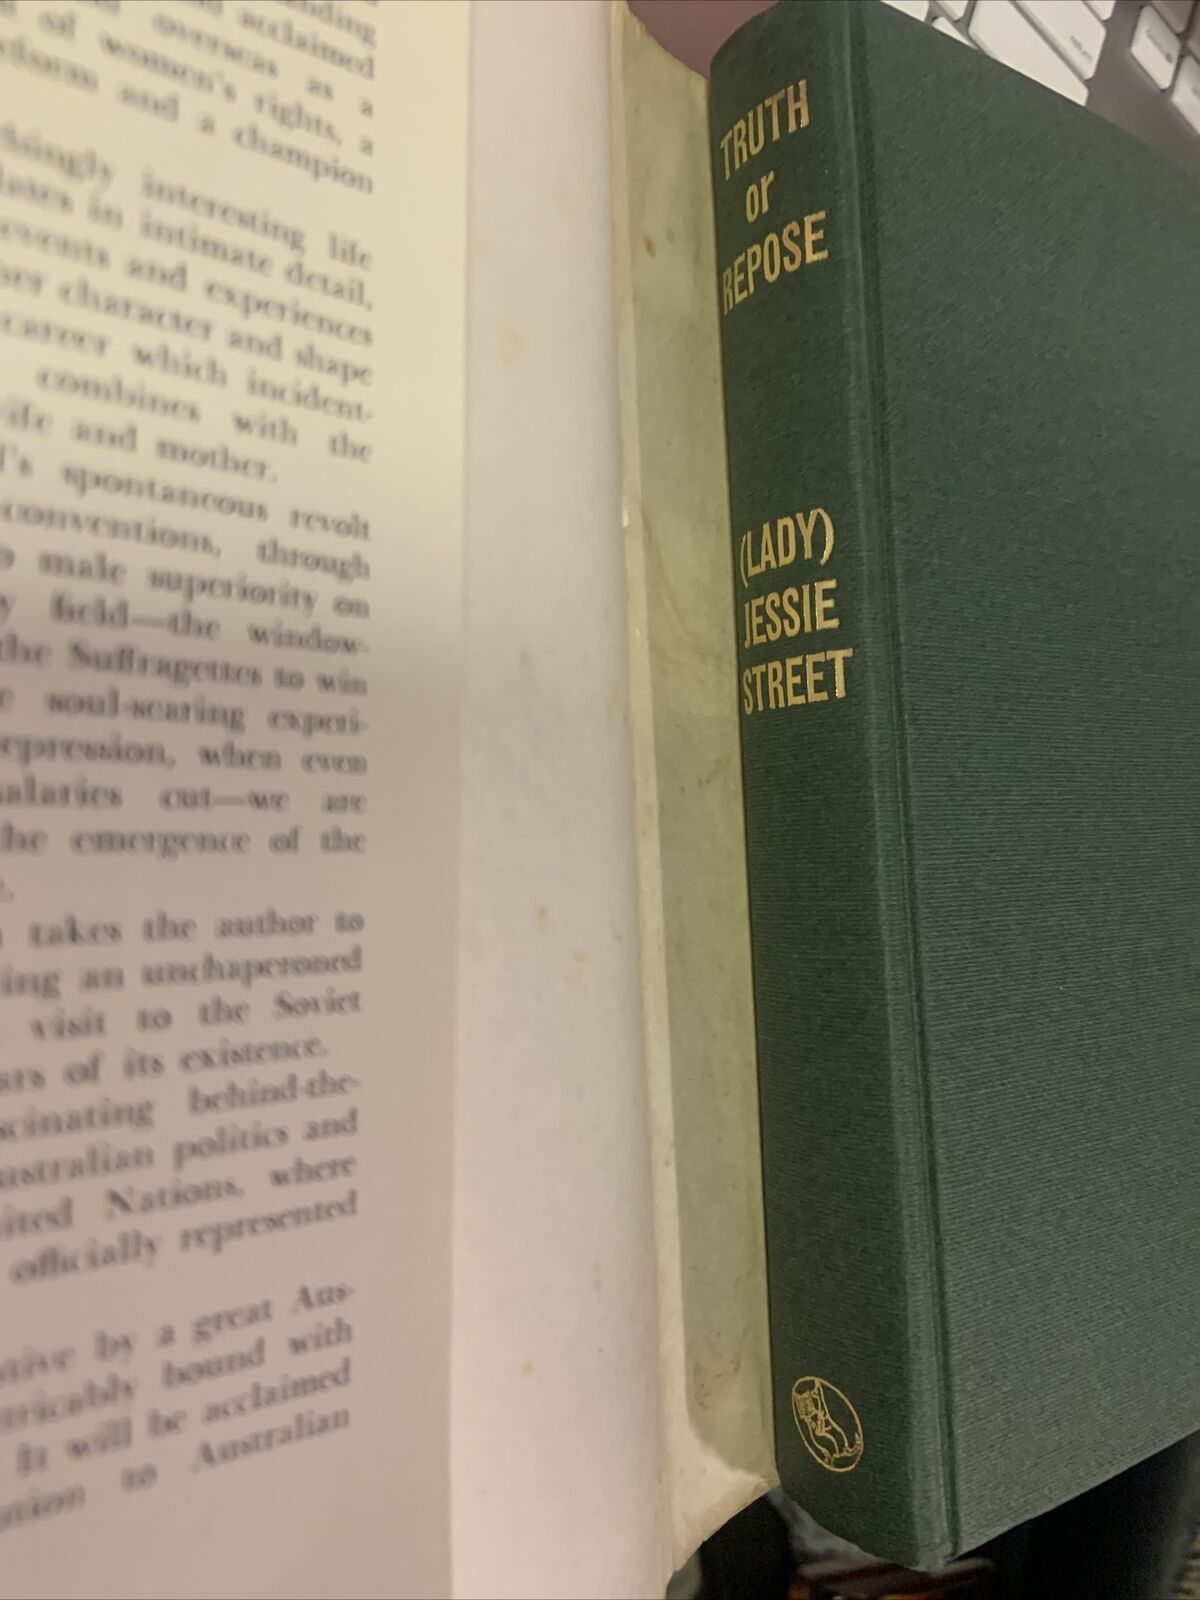 overseas as a
of women's rights, a
and a champion
interesting life
in intimate detail,
events and experiences
her character and shape
career which incident-
combines with the
and mother.
spontaneous revolt
conventions, through
male superiority on
field—the window-
the Suffragettes to win
soul-searing experi-
when even
salaries cut—we are
the emergence of the
takes the author to
an unchaperoned
visit to the Soviet
of its existence.
behind-the-
politics and
Nations, where
officially represented
by a great Aus-
bound with
It will be acclaimed
to Australian
TRUTH
or
REPOSE
(LADY)
JESSIE
STREET
return